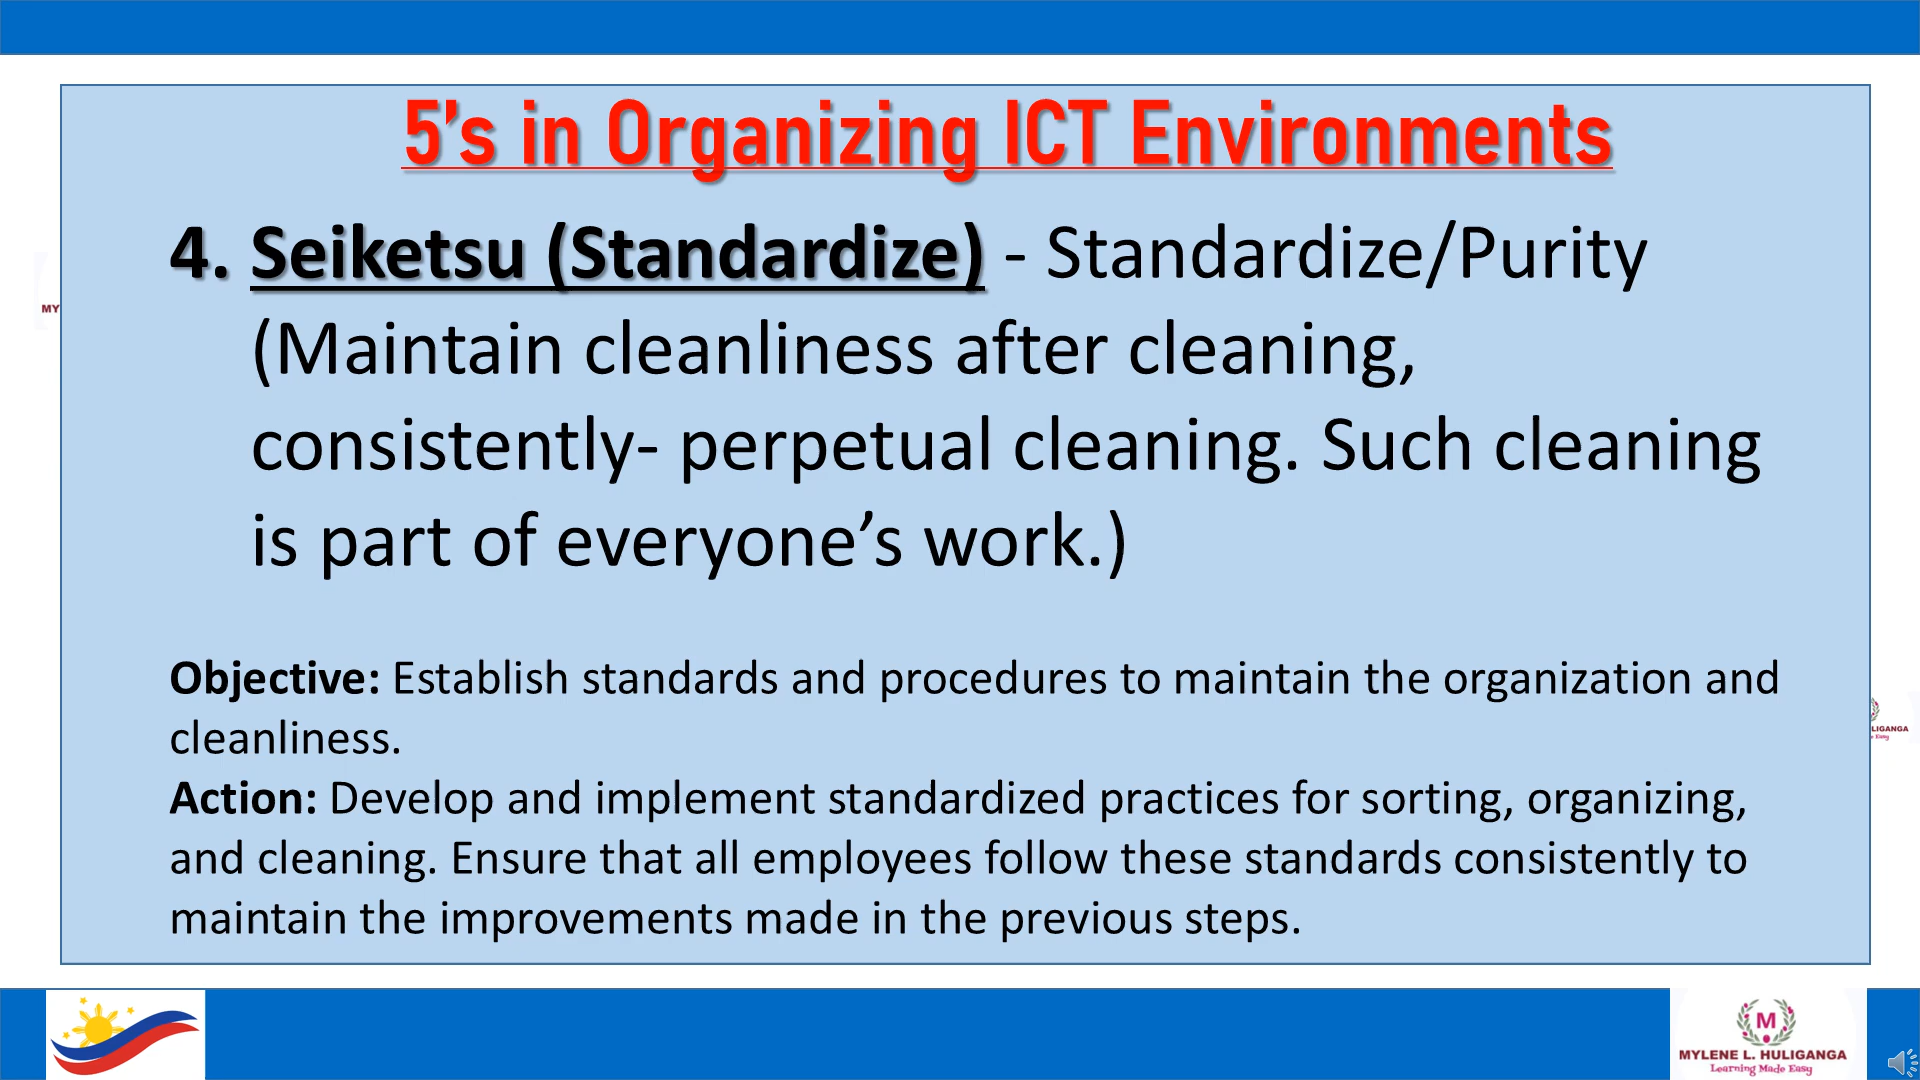 5's in Organizing ICT Environments
4. Seiketsu (Standardize) - Standardize/Purity
(Maintain cleanliness after cleaning,
consistently- perpetual cleaning. Such cleaning
is part of everyone’s work.)
MY
Objective: Establish standards and procedures to maintain the organization and
cleanliness.
Action: Develop and implement standardized practices for sorting, organizing,
and cleaning. Ensure that all employees follow these standards consistently to
maintain the improvements made in the previous steps.
LIGANGA
e Easy
M
MYLENE L. HULIGANGA
Learning Made Easy